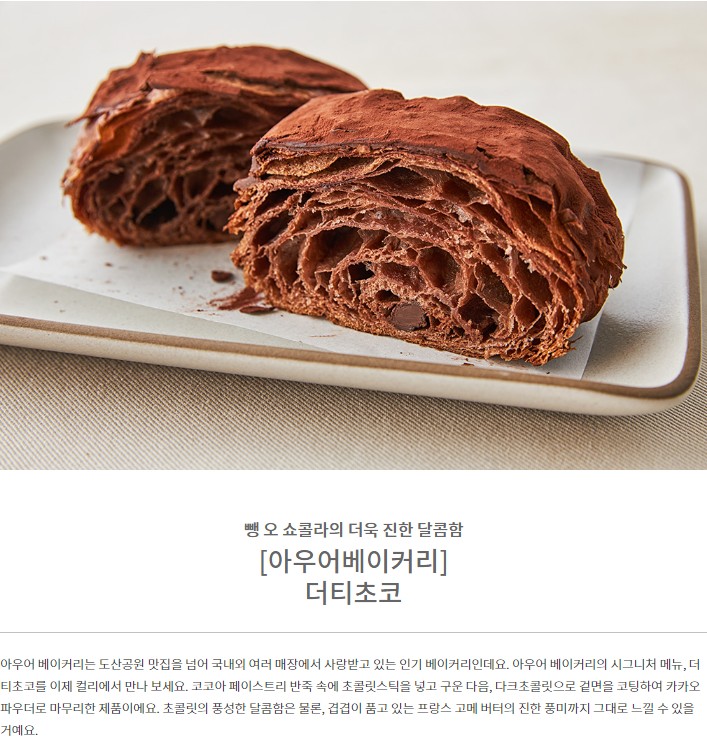 뺑 오 쇼콜라의 더욱 진한 달콤함
[아우어베이커리]
더티초코
아우어 베이커리는 도산공원 맛집을 넘어 국내외 여러 매장에서 사랑받고 있는 인기 베이커리인데요. 아우어 베이커리의 시그니처 메뉴, 더
티초코를 이제 컬리에서 만나 보세요. 코코아 페이스트리 반죽 속에 초콜릿스틱을 넣고 구운 다음, 다크초콜릿으로 겉면을 코팅하여 카카오
파우더로 마무리한 제품이에요. 초콜릿의 풍성한 달콤함은 물론, 겹겹이 품고 있는 프랑스 고메 버터의 진한 풍미까지 그대로 느낄 수 있을
거예요.